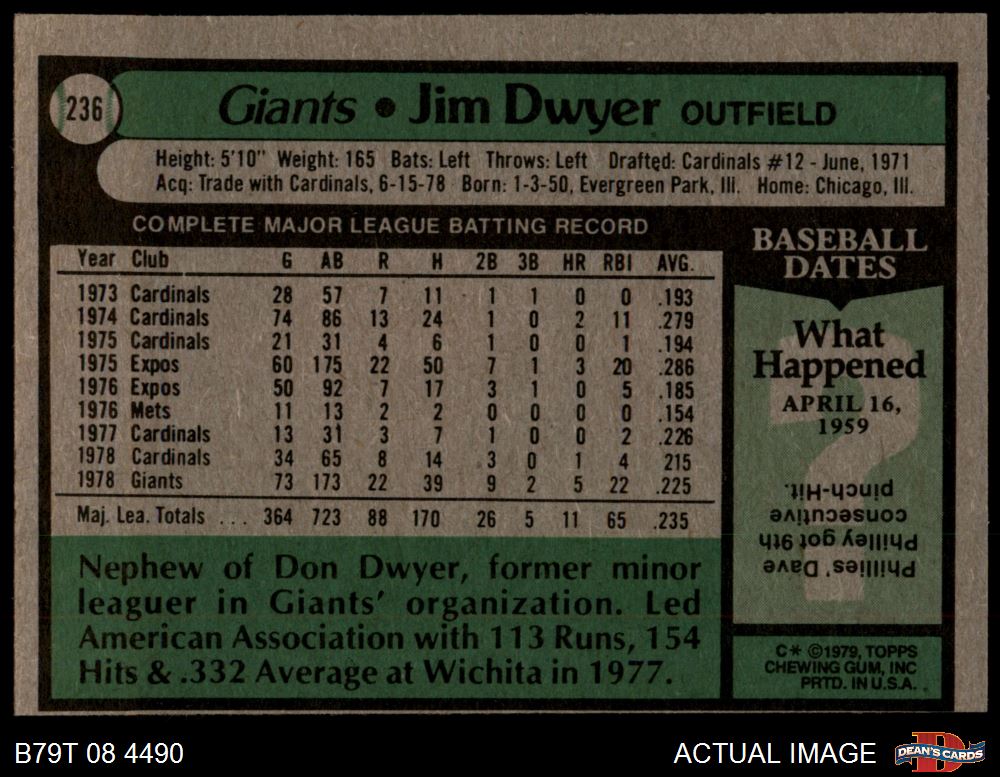 236
Giants • Jim Dwyer OUTFIELD
Height: 5'10" Weight: 165 Bats: Left Throws: Left Drafted: Cardinals #12 - June, 1971
Acq: Trade with Cardinals, 6-15-78 Born: 1-3-50, Evergreen Park, Ill. Home: Chicago, Ill.
COMPLETE MAJOR LEAGUE BATTING RECORD
Year Club G AB R H 2B 3B HR RBI AVG.
1973 Cardinals 28 57 7 11 1 1 0 0 .193
1974 Cardinals 74 86 13 24 1 0 2 11 .279
1975 Cardinals 21 31 4 6 1 0 0 1 .194
1975 Expos 60 175 22 50 7 1 3 20 .286
1976 Expos 50 92 7 17 3 1 0 5 .185
1976 Mets 11 13 2 2 0 0 0 0 .154
1977 Cardinals 13 31 3 7 1 0 0 2 .226
1978 Cardinals 34 65 8 14 3 0 1 4 215
1978 Giants 73 173 22 39 9 2 5 22 .225
Maj. Lea. Totals ... 364 723 88 170 26 5 11 65 .235
Nephew of Don Dwyer, former minor
leaguer in Giants' organization. Led
American Association with 113 Runs, 154
Hits & .332 Average at Wichita in 1977.
BASEBALL
DATES
What
Happened
APRIL 16,
1959
?
Phillies' Dave
Philley got 9th
consecutive
pinch-Hit.
C* ©1979, TOPPS
CHEWING GUM, INC
PRTD. IN U.S.A.
B79T 08 4490
ACTUAL IMAGE
D
DEAN'S CARDS